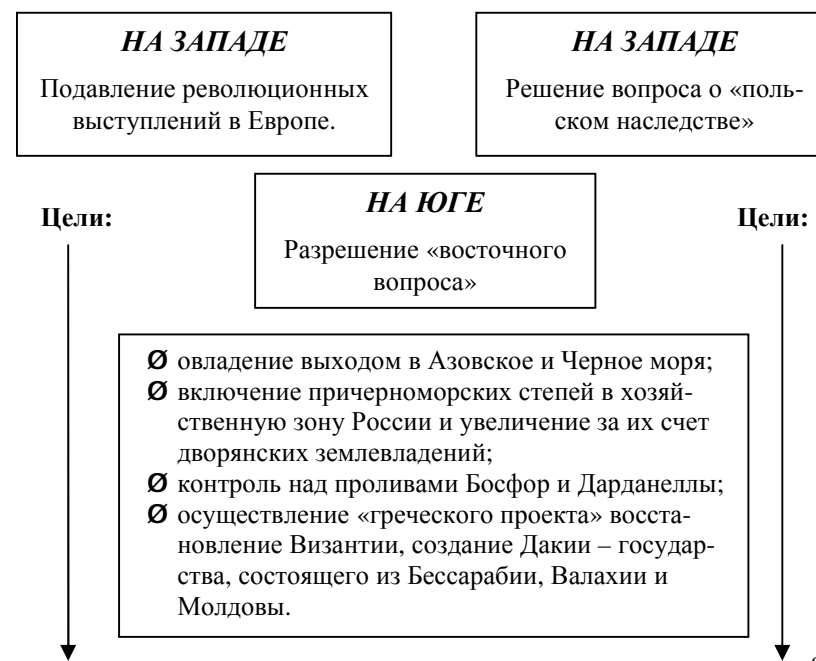 НА ЗАПАДЕ
Подавление революционных
выступлений в Европе.
НА ЗАПАДЕ
Решение вопроса о «поль-
ском наследстве»
Цели:
НА ЮГЕ
Разрешение «восточного
вопроса»
Цели:
Ø овладение выходом в Азовское и Черное моря;
Ø включение причерноморских степей в хозяй-
ственную зону России и увеличение за их счет
дворянских землевладений;
Ø контроль над проливами Босфор и Дарданеллы;
Ø осуществление «греческого проекта» восста-
новление Византии, создание Дакии – государ-
ства, состоящего из Бессарабии, Валахии и
Молдовы.